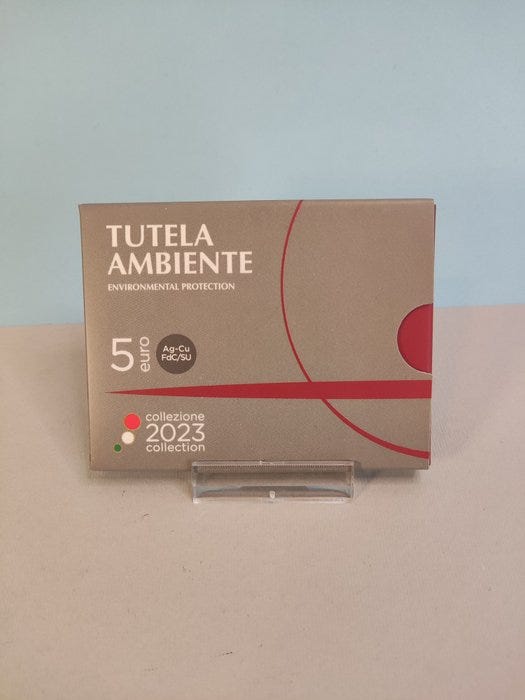 TUTELA
AMBIENTE
ENVIRONMENTAL PROTECTION
5 euro
Ag-Cu
FdC/SU
collezione
2023
collection